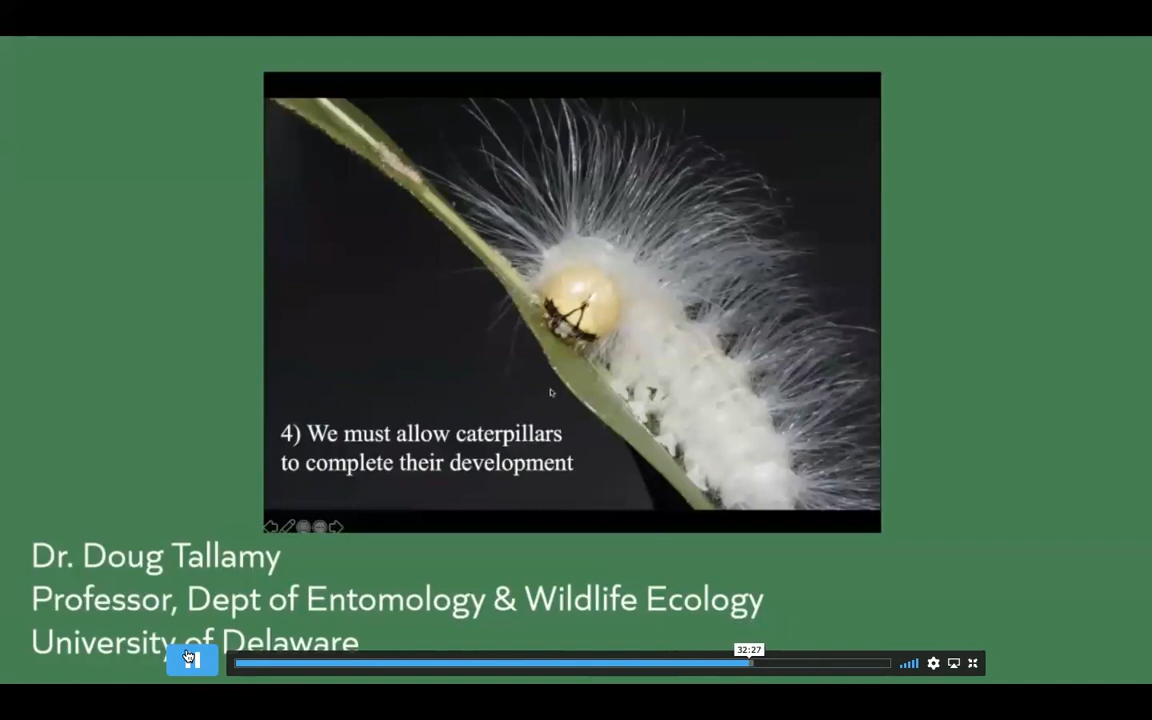 4) We must allow caterpillars
to complete their development
Dr. Doug Tallamy
Professor, Dept of Entomology & Wildlife Ecology
University of Delaware
32:27